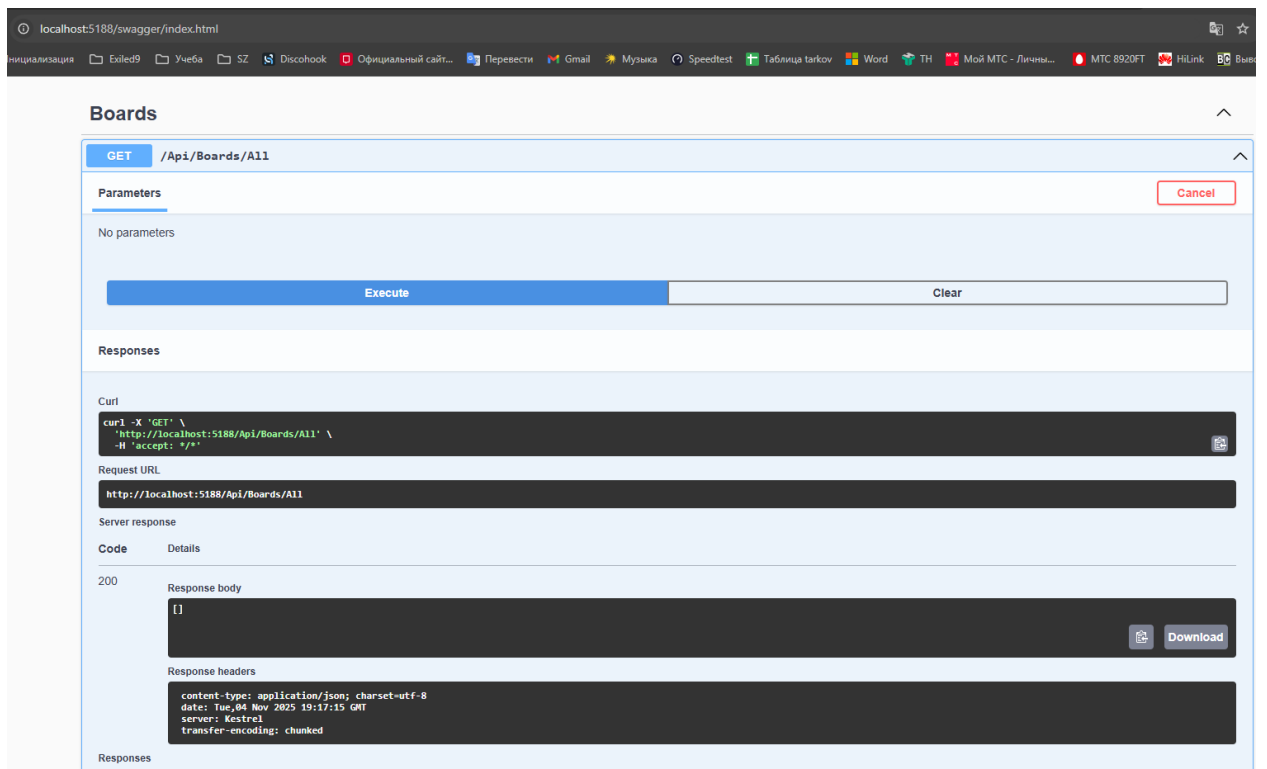 localhost:5188/swagger/index.html
Инициализация Exiled9 Учеба SZ Discohook Официальный сайт... Перевести Gmail Музыка Speedtest Таблица tarkov Word TH Мой МТС - Личны... МТС 8920FT HiLink
Boards
GET /Api/Boards/All
Parameters
Cancel
No parameters
Execute Clear
Responses
Curl
curl -X 'GET' \
'http://localhost:5188/Api/Boards/All' \
-H 'accept: */*'
Request URL
http://localhost:5188/Api/Boards/All
Server response
Code Details
200
Response body
[]
Download
Response headers
content-type: application/json; charset=utf-8
date: Tue,04 Nov 2025 19:17:15 GMT
server: Kestrel
transfer-encoding: chunked
Responses